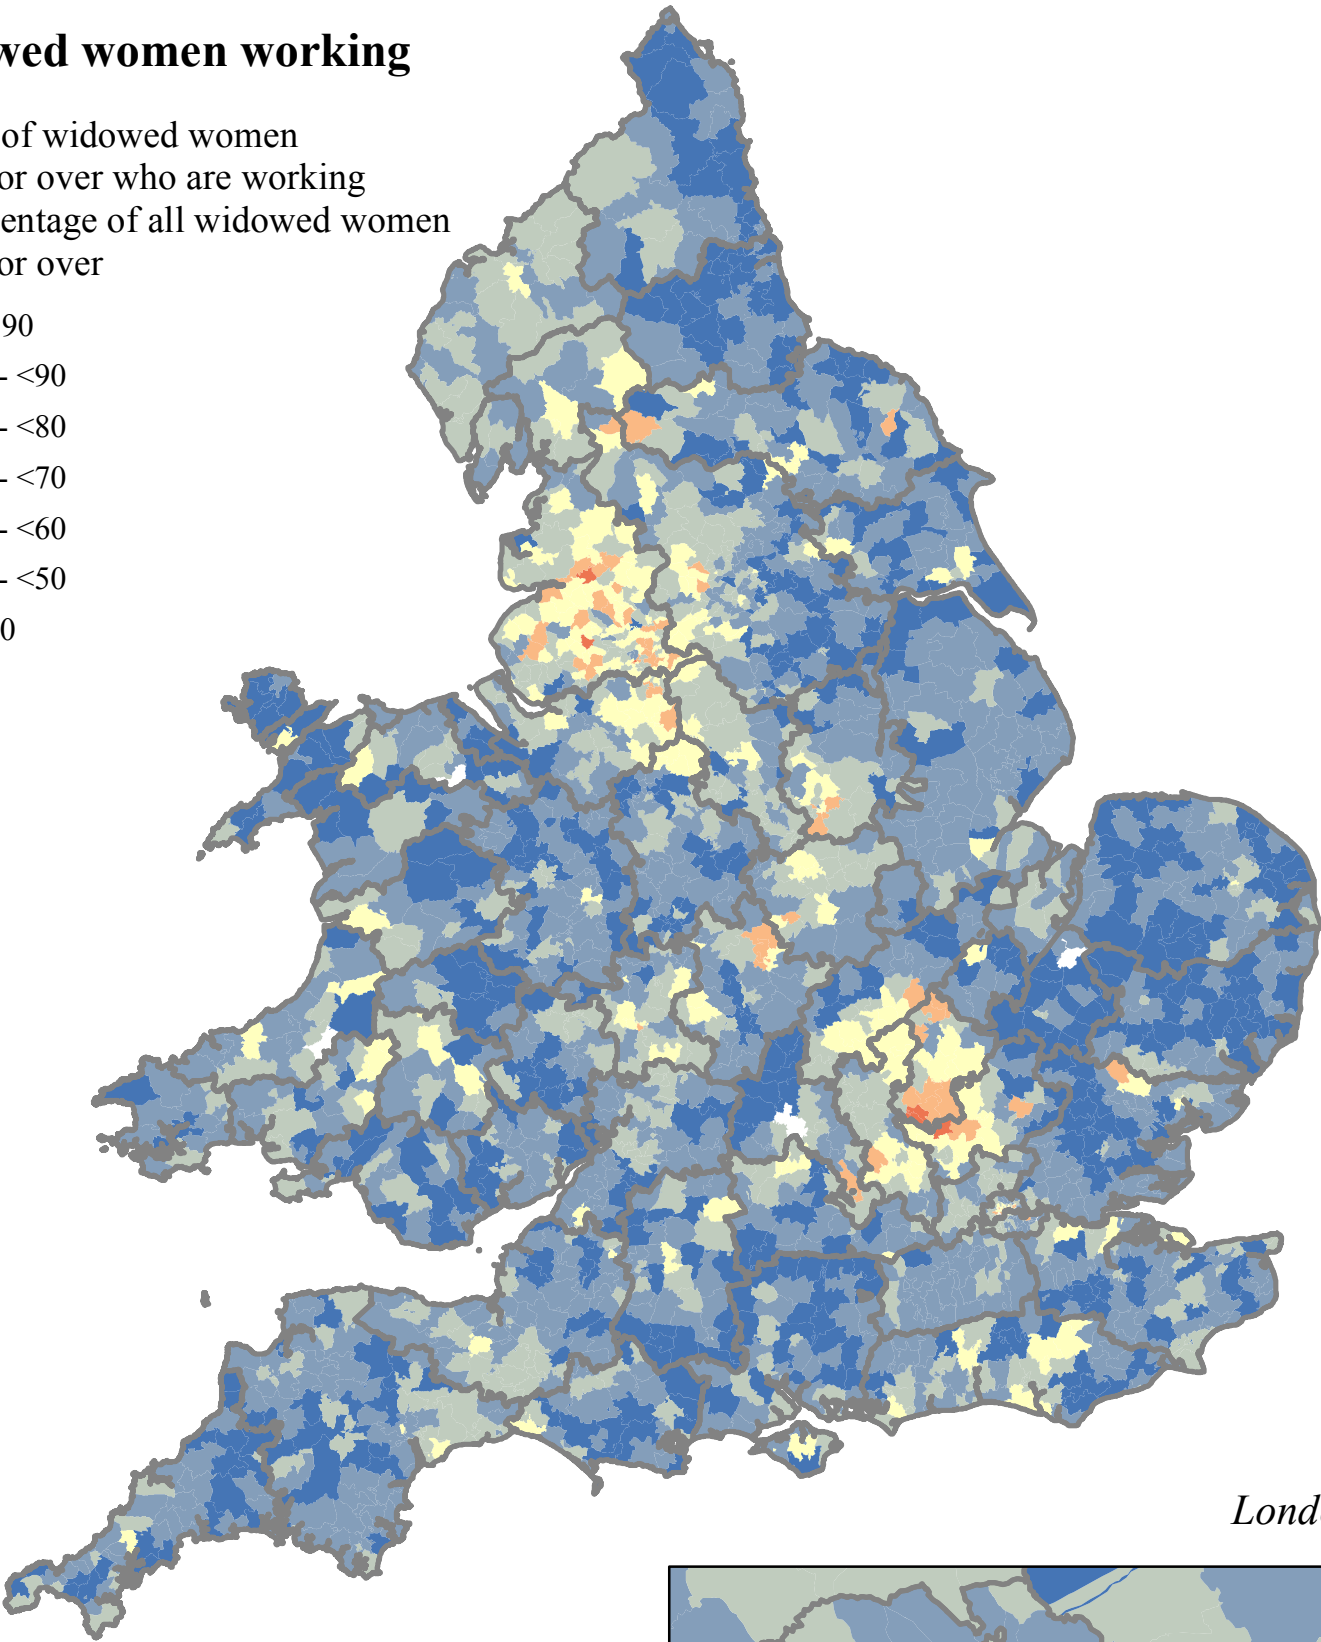 wed women working
of widowed women
or over who are working
entage of all widowed women
or over
90
- <90
- <80
- <70
- <60
- <50
0
Lond